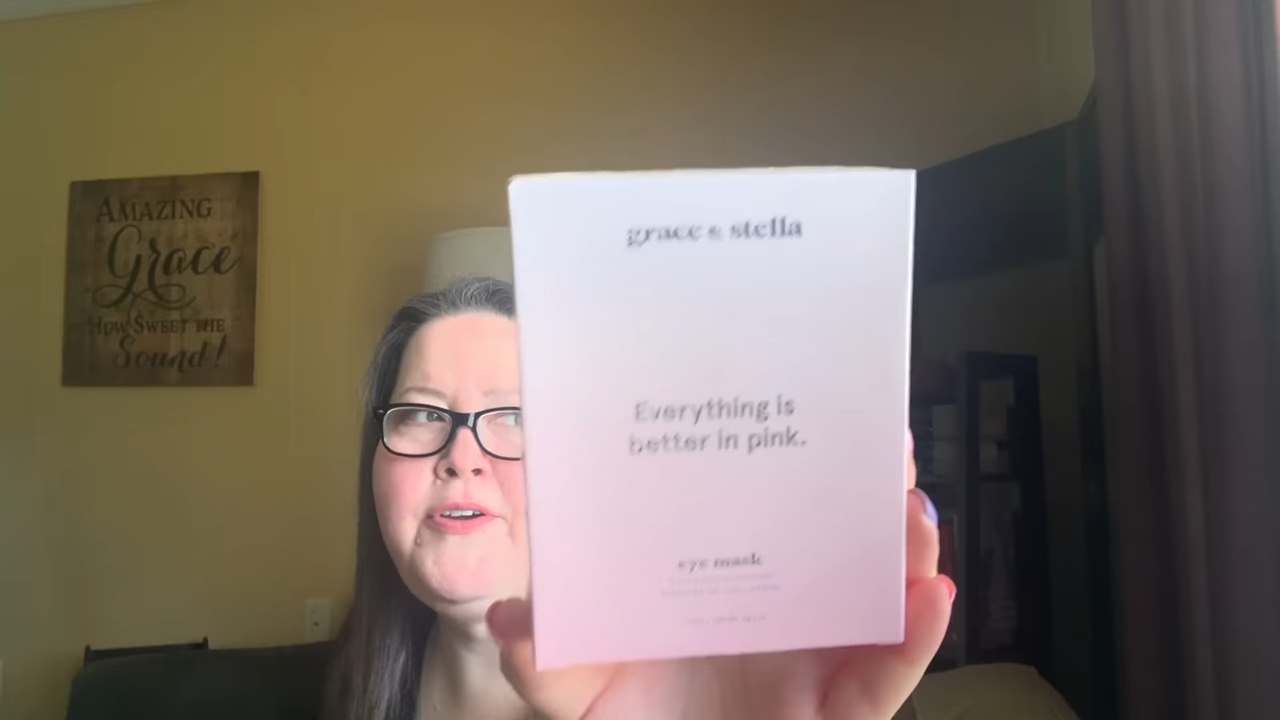 AMAZING
Grace
How Sweet the
Sound!
grace & stella
Everything is
better in pink.
eye mask